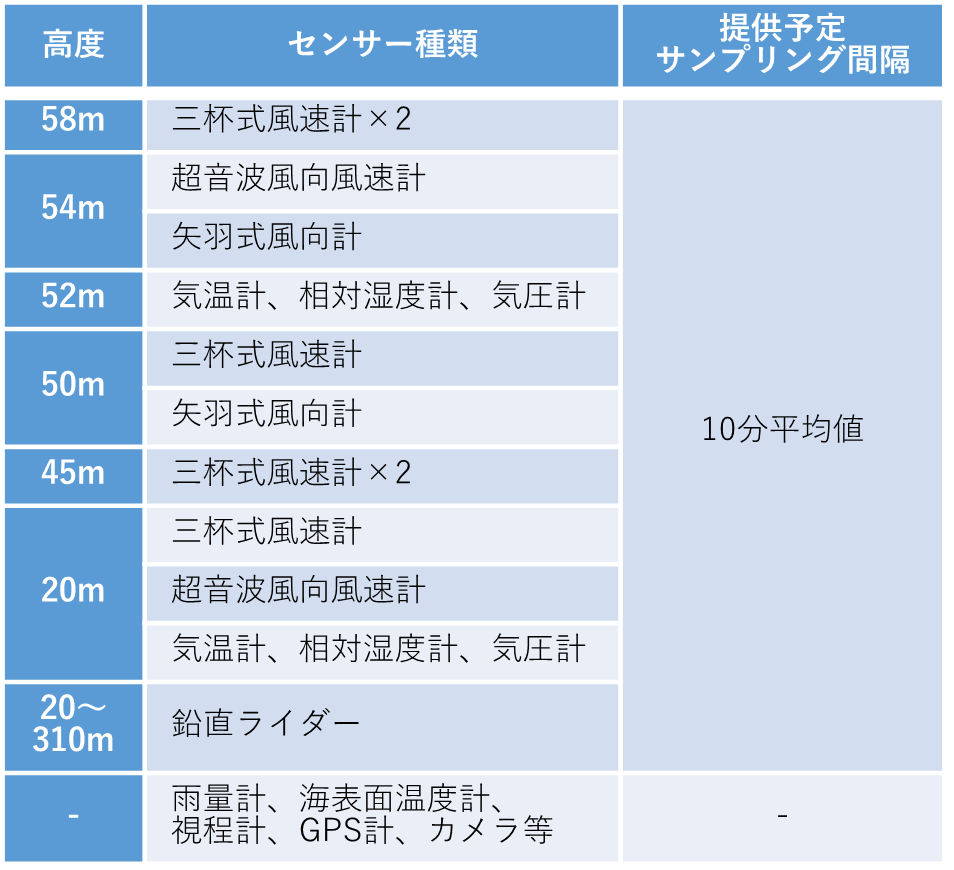 高度
センサー種類
提供予定
サンプリング間隔
58m
三杯式風速計×2
54m
超音波風向風速計
矢羽式風向計
52m
気温計、相対湿度計、気圧計
50m
三杯式風速計
矢羽式風向計
10分平均値
45m
三杯式風速計×2
20m
三杯式風速計
超音波風向風速計
気温計、相対湿度計、気圧計
20～
310m
鉛直ライダー
-
雨量計、海表面温度計、
視程計、GPS計、カメラ等
-